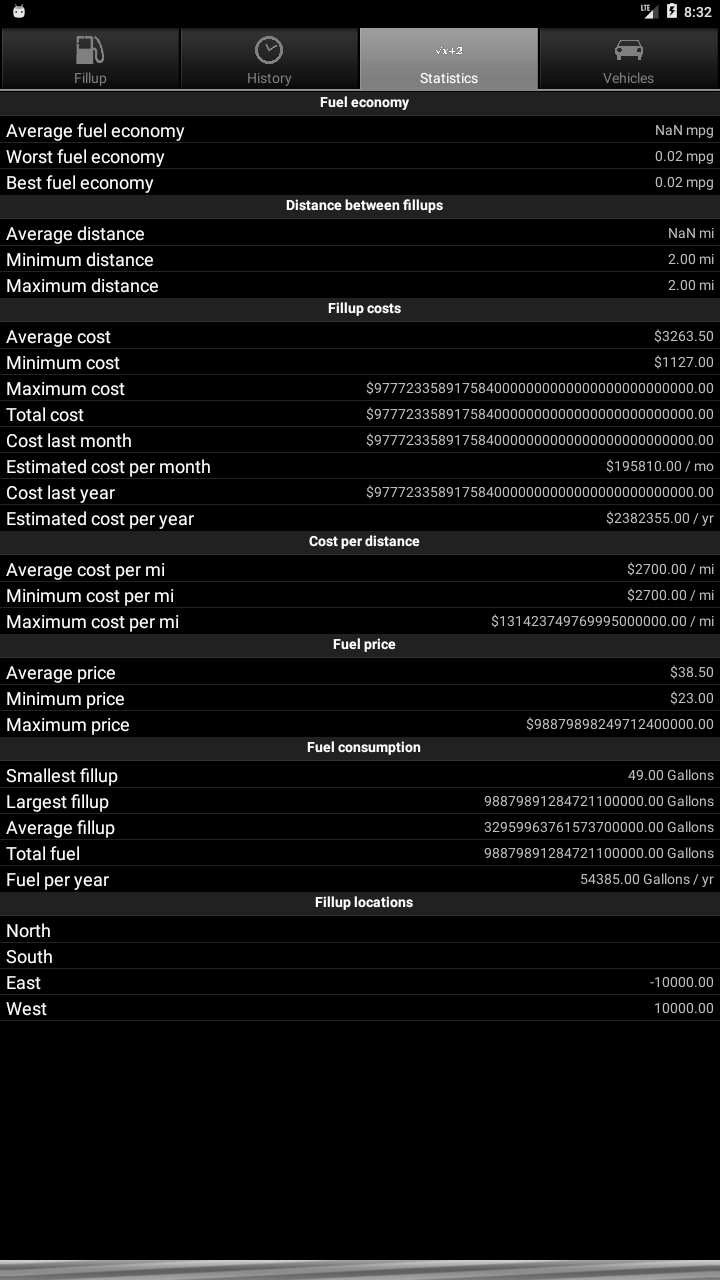 LTE 8:32
Fillup History √x+2 Statistics Vehicles
Fuel economy
Average fuel economy NaN mpg
Worst fuel economy 0.02 mpg
Best fuel economy 0.02 mpg
Distance between fillups
Average distance NaN mi
Minimum distance 2.00 mi
Maximum distance 2.00 mi
Fillup costs
Average cost $3263.50
Minimum cost $1127.00
Maximum cost $977723358917584000000000000000000000000.00
Total cost $977723358917584000000000000000000000000.00
Cost last month $977723358917584000000000000000000000000.00
Estimated cost per month $195810.00 / mo
Cost last year $977723358917584000000000000000000000000.00
Estimated cost per year $2382355.00 / yr
Cost per distance
Average cost per mi $2700.00 / mi
Minimum cost per mi $2700.00 / mi
Maximum cost per mi $131423749769995000000.00 / mi
Fuel price
Average price $38.50
Minimum price $23.00
Maximum price $98879898249712400000.00
Fuel consumption
Smallest fillup 49.00 Gallons
Largest fillup 98879891284721100000.00 Gallons
Average fillup 32959963761573700000.00 Gallons
Total fuel 98879891284721100000.00 Gallons
Fuel per year 54385.00 Gallons / yr
Fillup locations
North
South
East -10000.00
West 10000.00